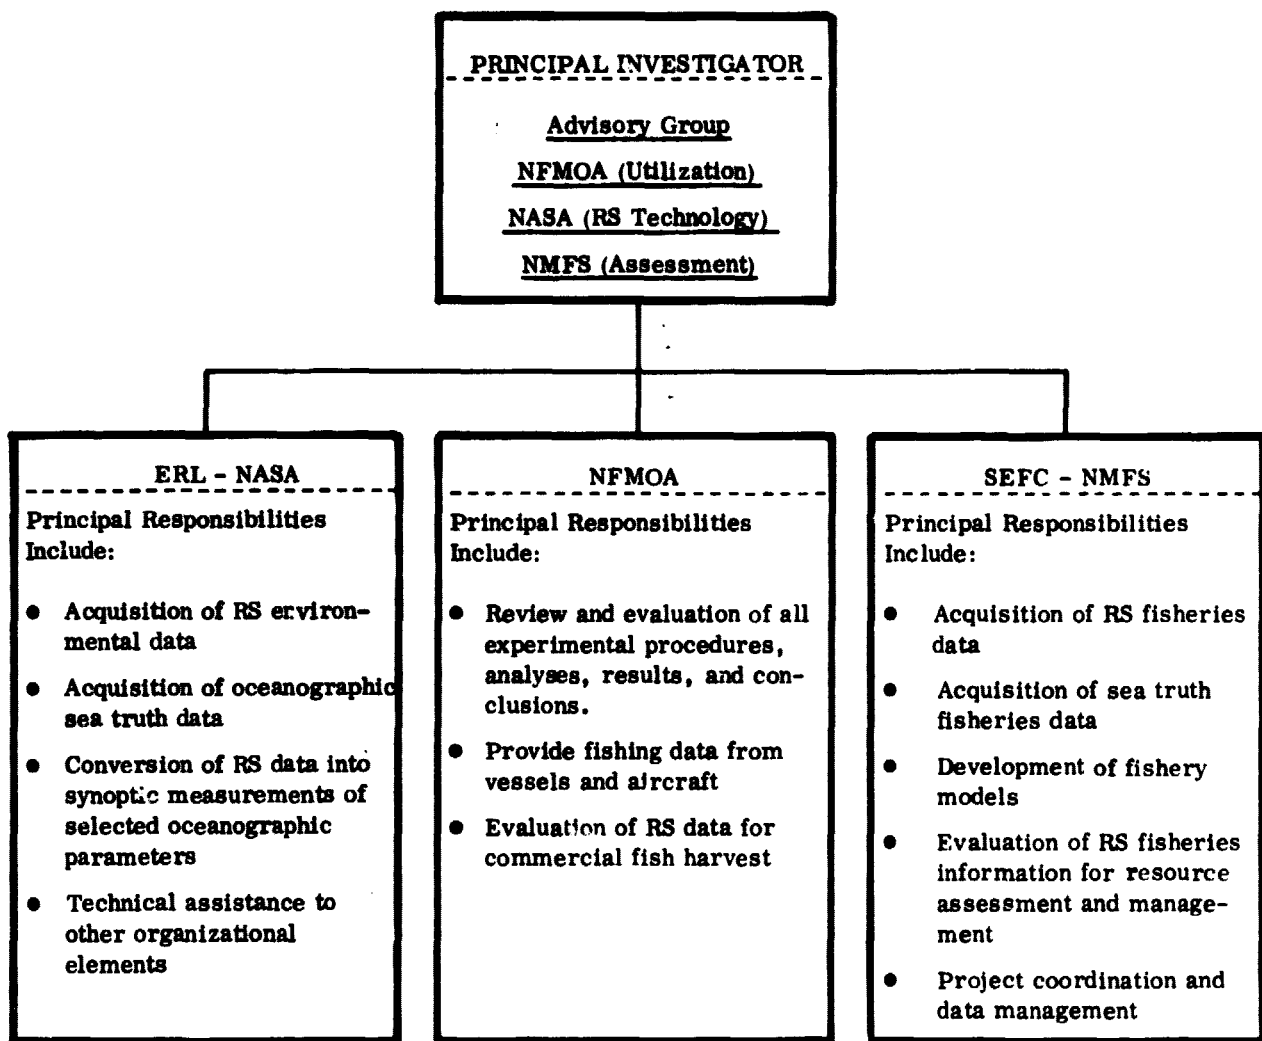 PRINCIPAL INVESTIGATOR
Advisory Group
NFMOA (Utilization)
NASA (RS Technology)
NMFS (Assessment)
ERL - NASA
Principal Responsibilities
Include:
● Acquisition of RS environ-
mental data
● Acquisition of oceanographic
sea truth data
● Conversion of RS data into
synoptic measurements of
selected oceanographic
parameters
● Technical assistance to
other organizational
elements
NFMOA
Principal Responsibilities
Include:
● Review and evaluation of all
experimental procedures,
analyses, results, and con-
clusions.
● Provide fishing data from
vessels and aircraft
● Evaluation of RS data for
commercial fish harvest
SEFC - NMFS
Principal Responsibilities
Include:
● Acquisition of RS fisheries
data
● Acquisition of sea truth
fisheries data
● Development of fishery
models
● Evaluation of RS fisheries
information for resource
assessment and manage-
ment
● Project coordination and
data management